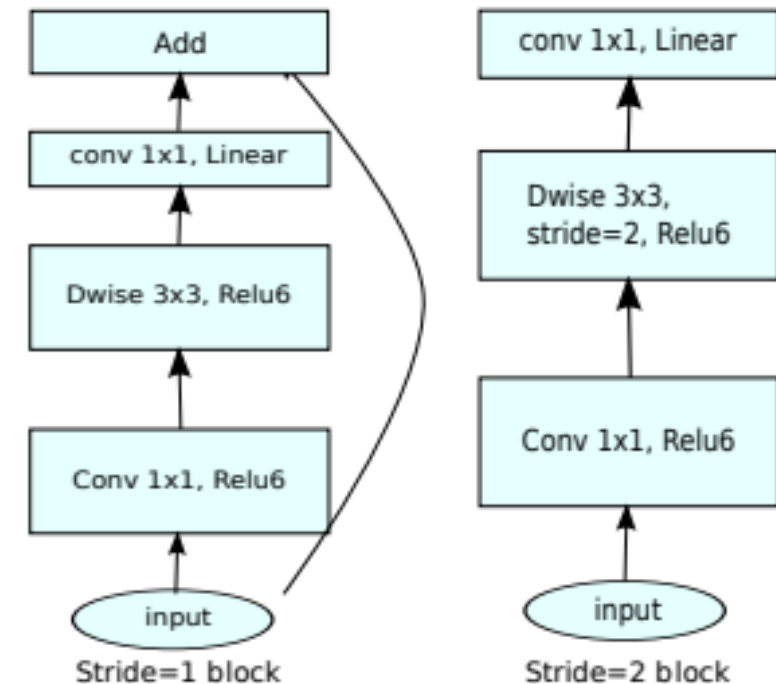 Add
conv 1x1, Linear
Dwise 3x3, Relu6
Conv 1x1, Relu6
input
Stride=1 block
conv 1x1, Linear
Dwise 3x3,
stride=2, Relu6
Conv 1x1, Relu6
input
Stride=2 block